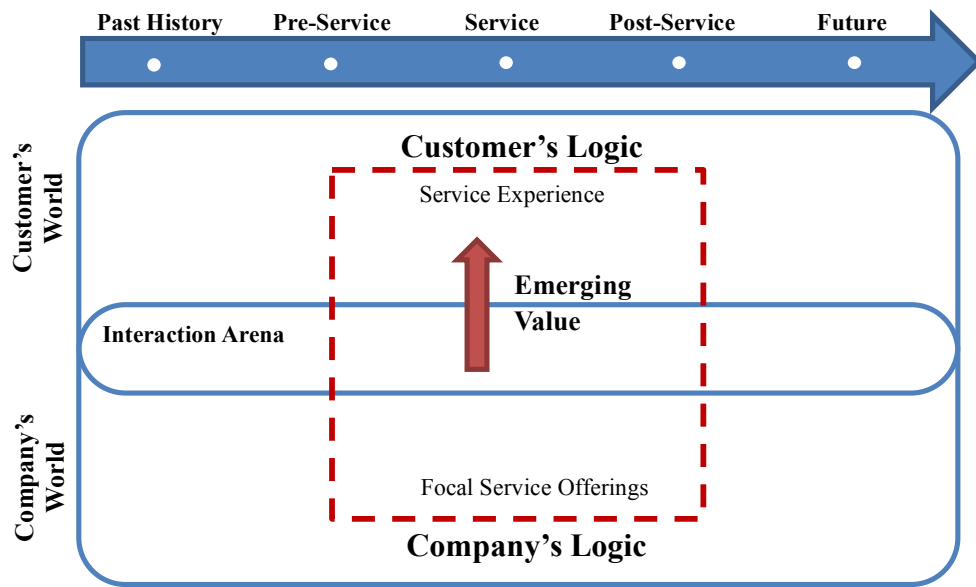 Past History
Pre-Service
Service
Post-Service
Future
Customer's
World
Customer's Logic
Service Experience
Emerging
Value
Interaction Arena
Company's
World
Focal Service Offerings
Company's Logic